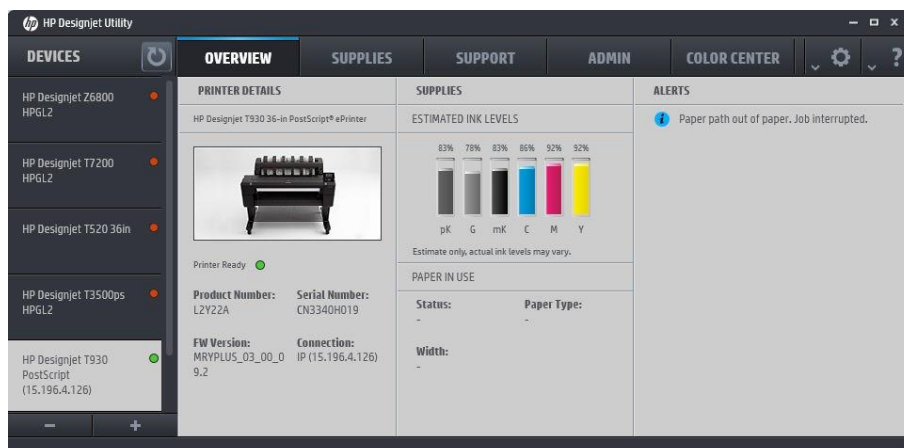 hp HP Designjet Utility
DEVICES
OVERVIEW
SUPPLIES
SUPPORT
ADMIN
COLOR CENTER
?
HP Designjet Z6800
HPGL2
HP Designjet T7200
HPGL2
HP Designjet T520 36in
HP Designjet T3500ps
HPGL2
HP Designjet T930
PostScript
(15.196.4.126)
PRINTER DETAILS
HP Designjet T930 36-in PostScript® ePrinter
Printer Ready
Product Number:
L2Y22A
Serial Number:
CN3340H019
FW Version:
MRYPLUS_03_00_0
9.2
Connection:
IP (15.196.4.126)
SUPPLIES
ESTIMATED INK LEVELS
83% 78% 83% 86% 92% 92%
pK G mK C M Y
Estimate only, actual ink levels may vary.
PAPER IN USE
Status:
-
Paper Type:
-
Width:
-
ALERTS
i Paper path out of paper. Job interrupted.